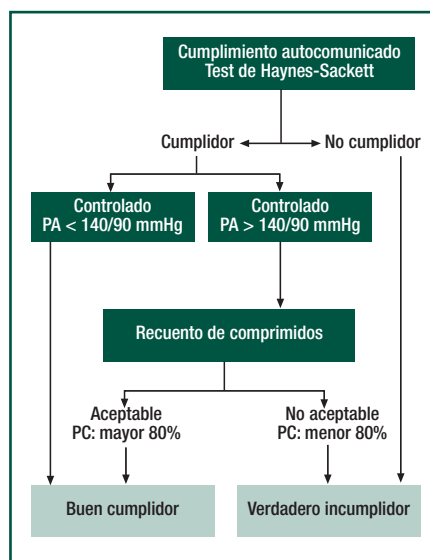 Cumplimiento autocomunicado
Test de Haynes-Sackett
Cumplidor
No cumplidor
Controlado
PA < 140/90 mmHg
Controlado
PA > 140/90 mmHg
Recuento de comprimidos
Aceptable
PC: mayor 80%
No aceptable
PC: menor 80%
Buen cumplidor
Verdadero incumplidor